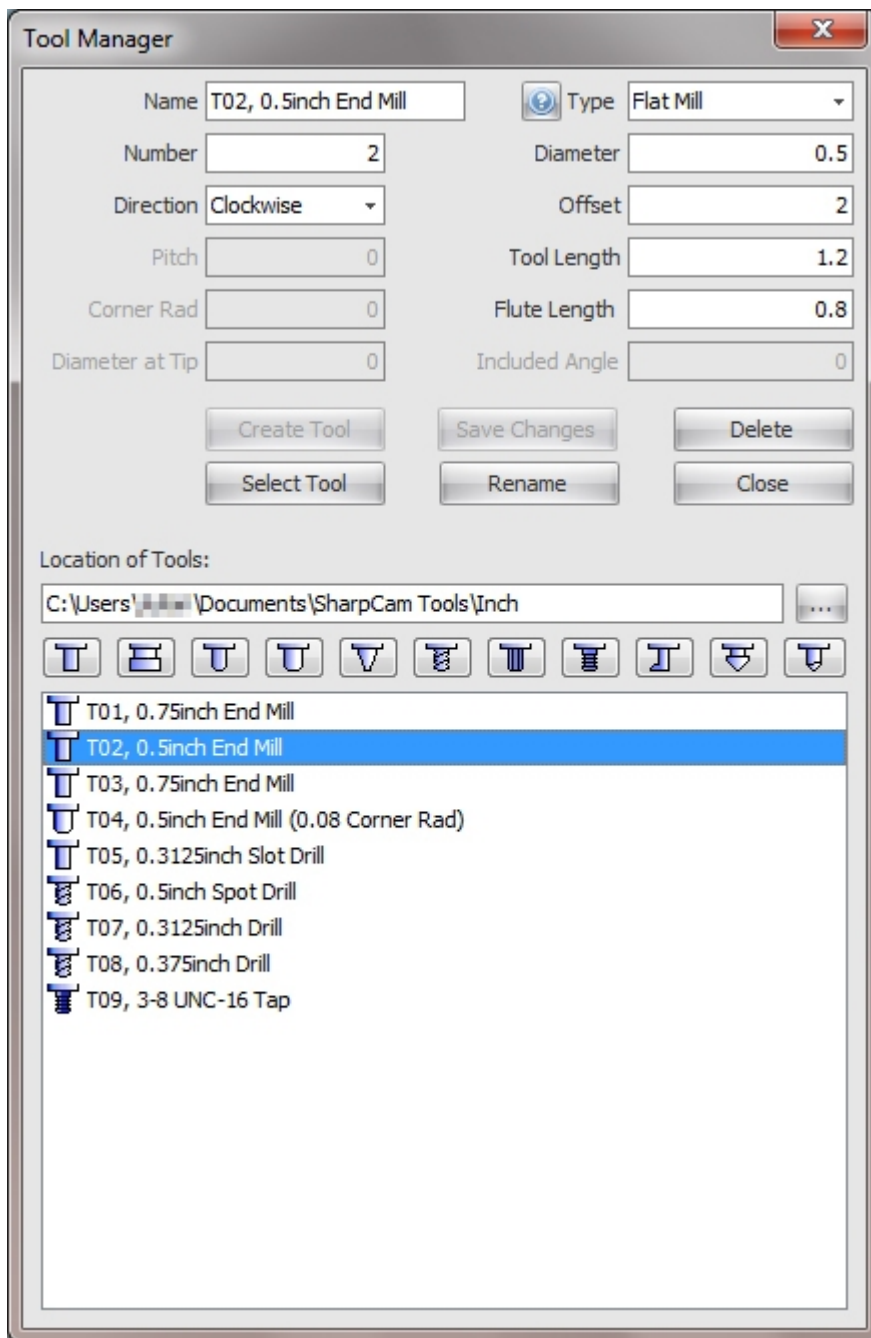 Tool Manager
Name T02, 0.5inch End Mill Type Flat Mill
Number 2 Diameter 0.5
Direction Clockwise Offset 2
Pitch 0 Tool Length 1.2
Corner Rad 0 Flute Length 0.8
Diameter at Tip 0 Included Angle 0
Create Tool Save Changes Delete
Select Tool Rename Close
Location of Tools:
C:\Users\ \Documents\SharpCam Tools\Inch ...
T01, 0.75inch End Mill
T02, 0.5inch End Mill
T03, 0.75inch End Mill
T04, 0.5inch End Mill (0.08 Corner Rad)
T05, 0.3125inch Slot Drill
T06, 0.5inch Spot Drill
T07, 0.3125inch Drill
T08, 0.375inch Drill
T09, 3-8 UNC-16 Tap